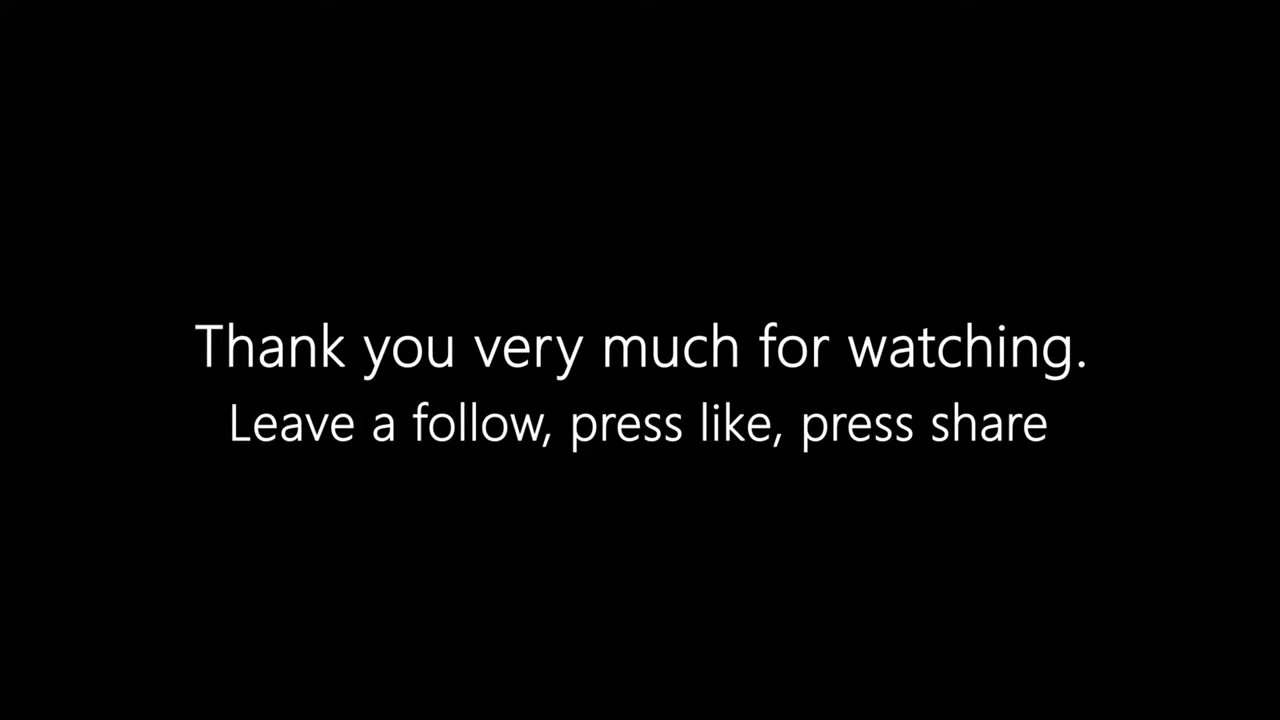 Thank you very much for watching.
Leave a follow, press like, press share